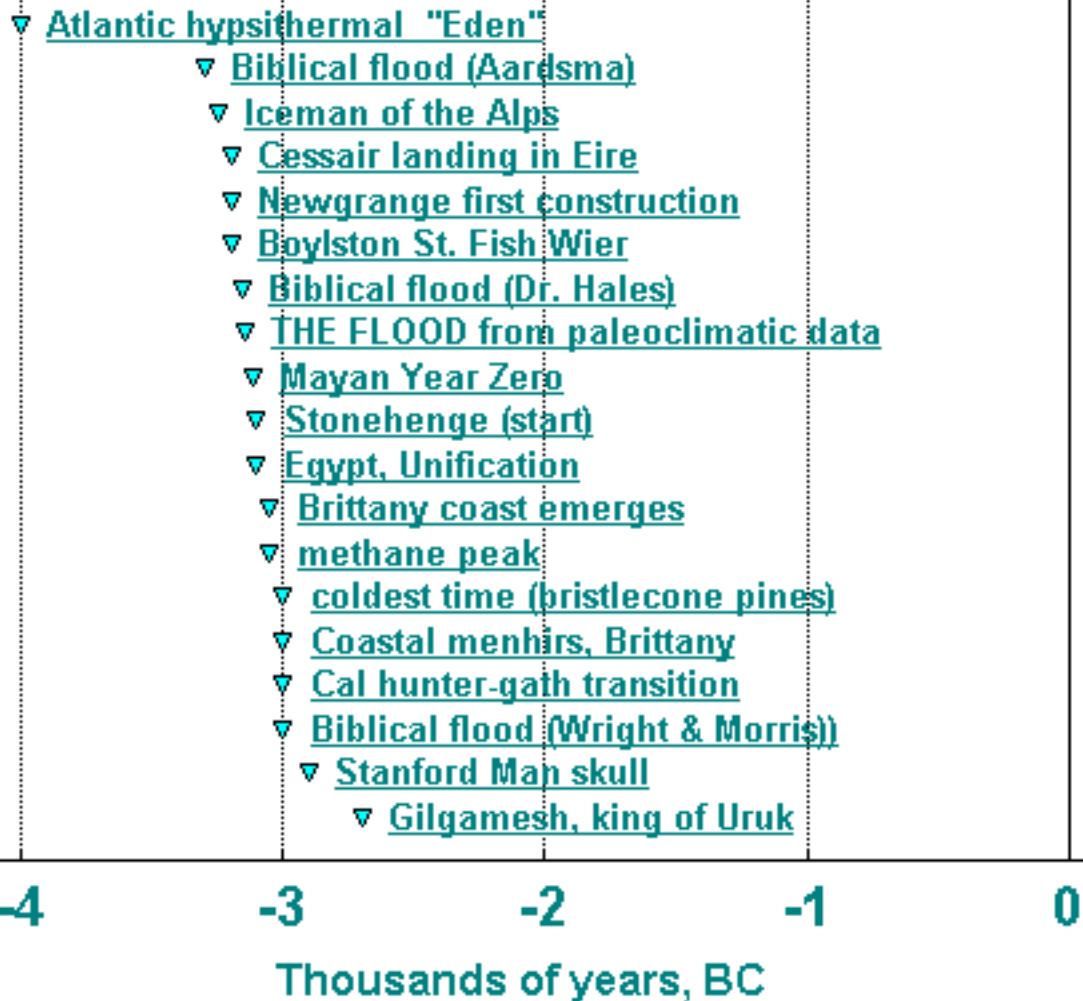 Atlantic hypsithermal "Eden"
Biblical flood (Aardsma)
Iceman of the Alps
Cessair landing in Eire
Newgrange first construction
Boylston St. Fish Wier
Biblical flood (Dr. Hales)
THE FLOOD from paleoclimatic data
Mayan Year Zero
Stonehenge (start)
Egypt, Unification
Brittany coast emerges
methane peak
coldest time (bristlecone pines)
Coastal menhirs, Brittany
Cal hunter-gath transition
Biblical flood (Wright & Morris))
Stanford Man skull
Gilgamesh, king of Uruk
-4 -3 -2 -1 0
Thousands of years, BC